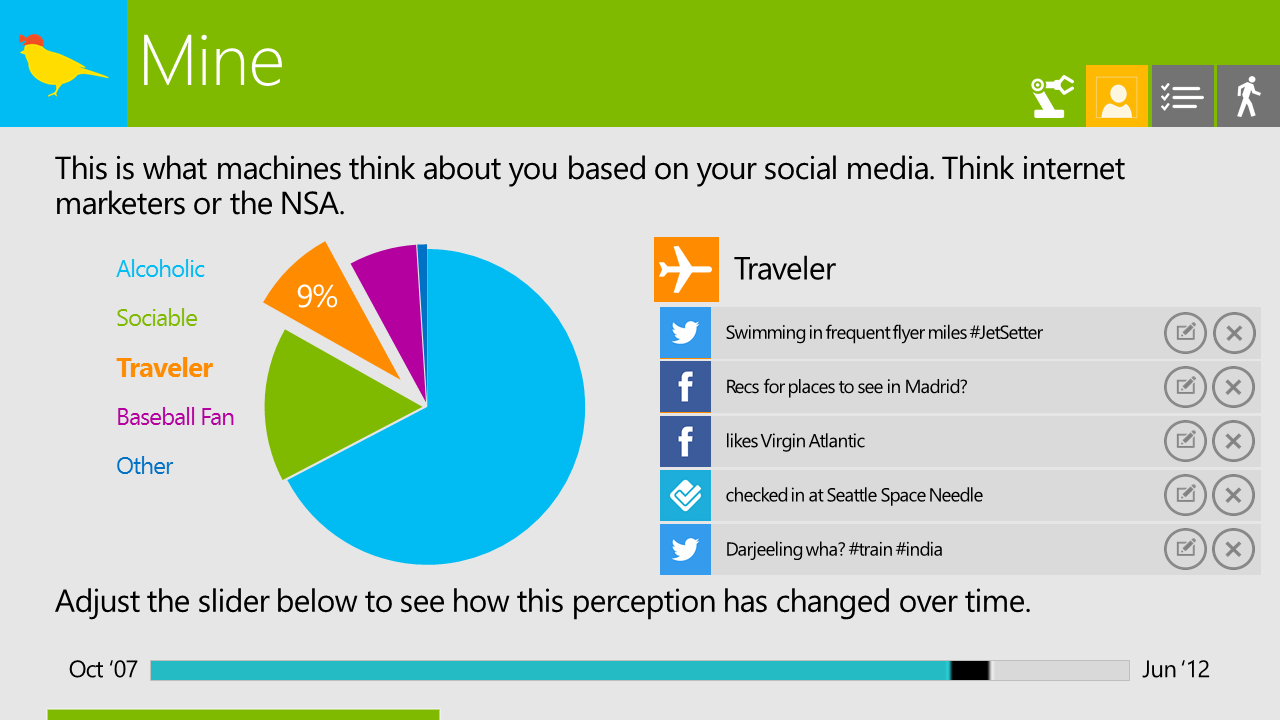 Mine
This is what machines think about you based on your social media. Think internet
marketers or the NSA.
Alcoholic
Sociable
Traveler
Baseball Fan
Other
9%
Traveler
Swimming in frequent flyer miles #JetSetter
Recs for places to see in Madrid?
likes Virgin Atlantic
checked in at Seattle Space Needle
Darjeeling wha? #train #india
Adjust the slider below to see how this perception has changed over time.
Oct ‘07
Jun ‘12